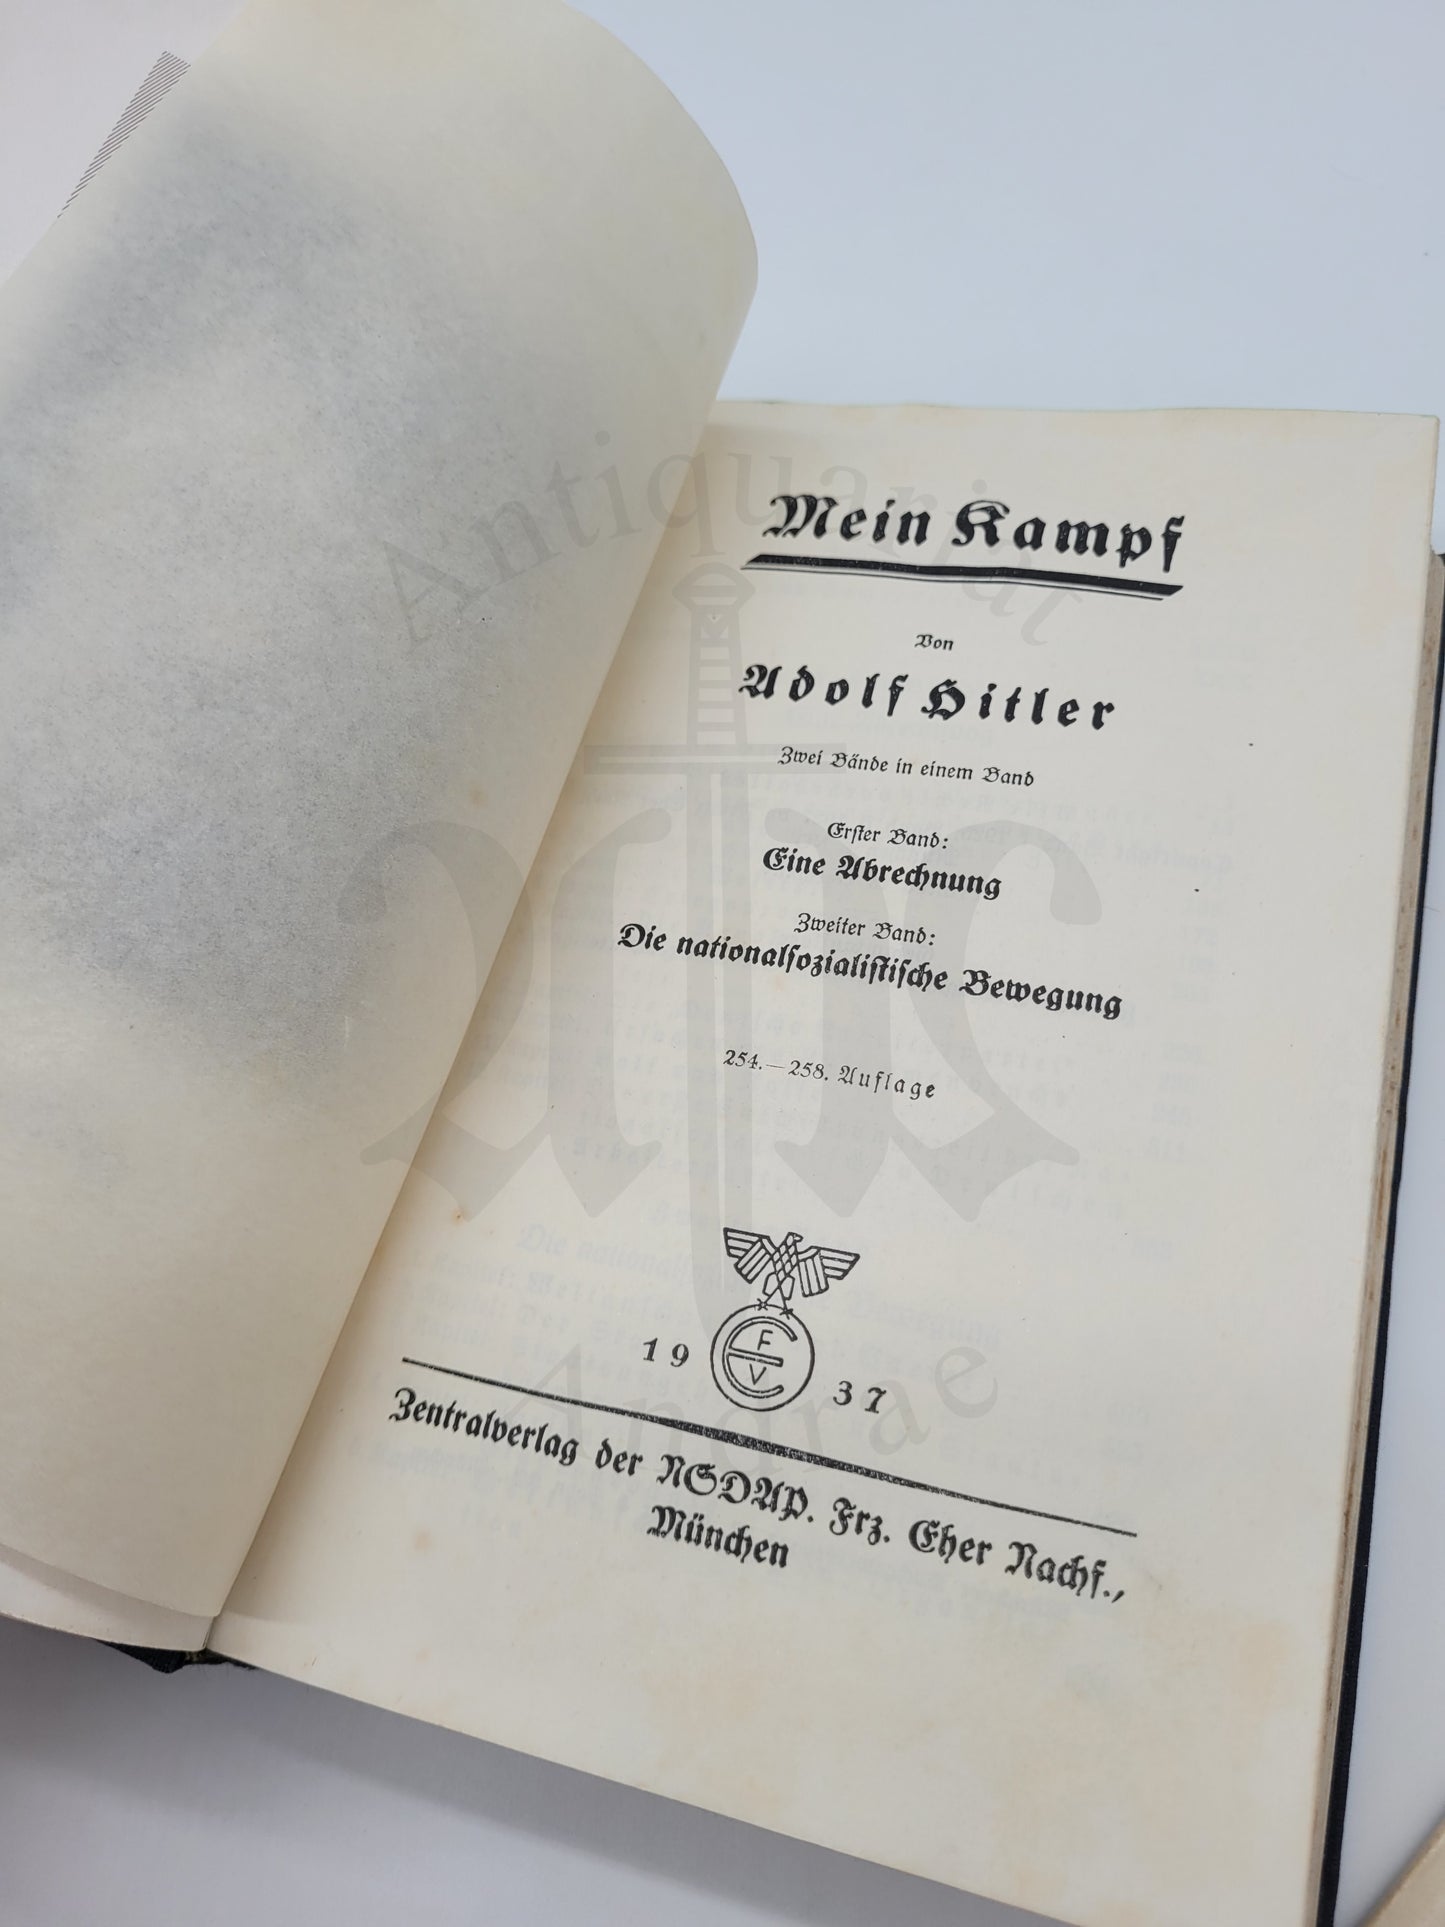 Mein Kampf
Von
Adolf Hitler
Zwei Bände in einem Band
Erster Band:
Eine Abrechnung
Zweiter Band:
Die nationalsozialistische Bewegung
254.—258. Auflage
F
E
V
19 37
Zentralverlag der NSDAP. Frz. Eher Nachf.,
München
Antiquariat
Andrae